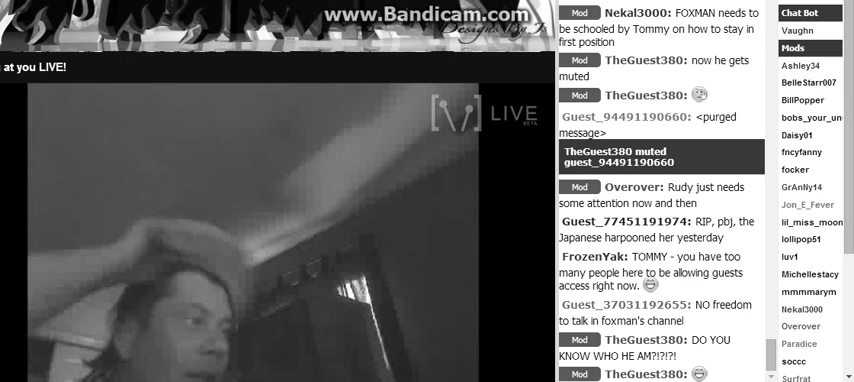 www.Bandicam.com
Designs By
at you LIVE!
LIVE
BETA
Mod Nekal3000: FOXMAN needs to
be schooled by Tommy on how to stay in
first position
Mod TheGuest380: now he gets
muted
Mod TheGuest380:
Guest_94491190660: <purged
message>
TheGuest380 muted
guest_94491190660
Mod Overover: Rudy just needs
some attention now and then
Guest_77451191974: RIP, pbj, the
Japanese harpooned her yesterday
FrozenYak: TOMMY - you have too
many people here to be allowing guests
access right now.
Guest_37031192655: NO freedom
to talk in foxman's channel
Mod TheGuest380: DO YOU
KNOW WHO HE AM?!?!?!
Mod TheGuest380:
Chat Bot
Vaughn
Mods
Ashley34
BelleStarr007
BillPopper
bobs_your_un
Daisy01
fncyfanny
focker
GrAnNy14
Jon_E_Fever
lil_miss_moon
lollipop51
luv1
Michellestacy
mmmmarym
Nekal3000
Overover
Paradice
soccc
Surfrat